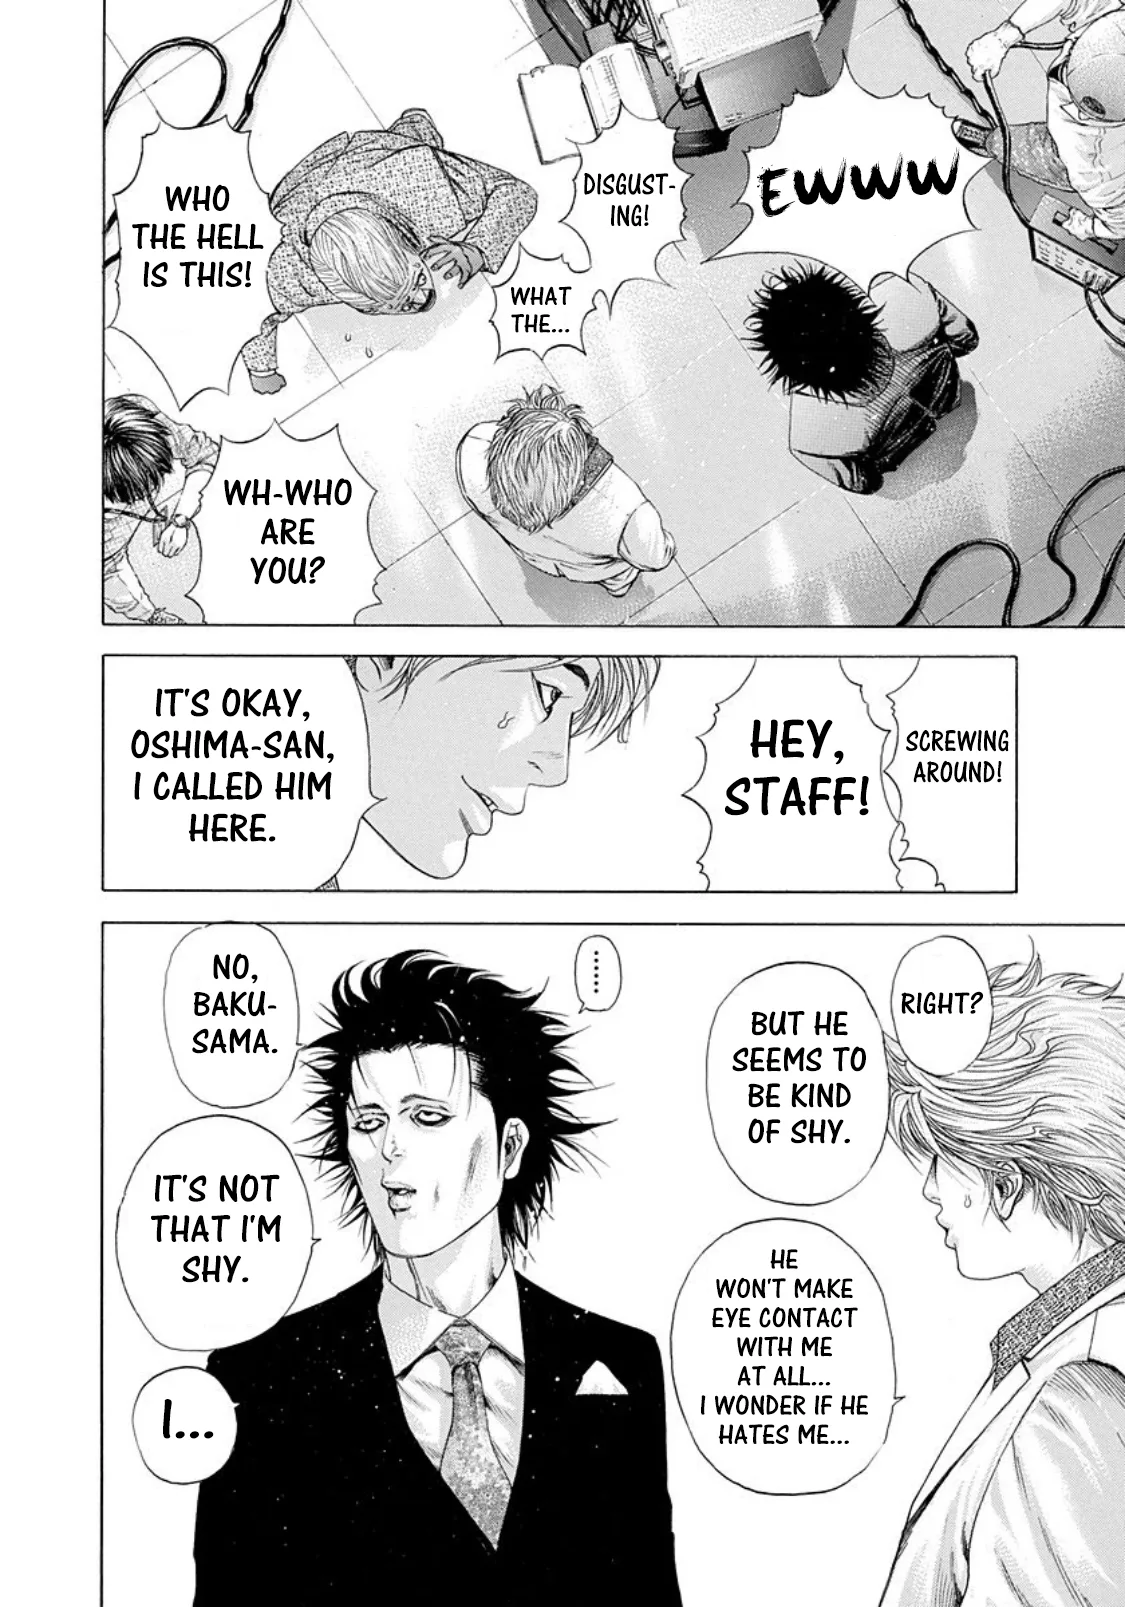 EWWW
DISGUST-
ING!
WHAT
THE...
WHO
THE HELL
IS THIS!
WH-WHO
ARE
YOU?
SCREWING
AROUND!
HEY,
STAFF!
IT'S OKAY,
OSHIMA-SAN,
I CALLED HIM
HERE.
RIGHT?
BUT HE
SEEMS TO
BE KIND
OF SHY.
HE
WON'T MAKE
EYE CONTACT
WITH ME
AT ALL...
I WONDER IF HE
HATES ME...
......
NO,
BAKU-
SAMA.
IT'S NOT
THAT I'M
SHY.
I...